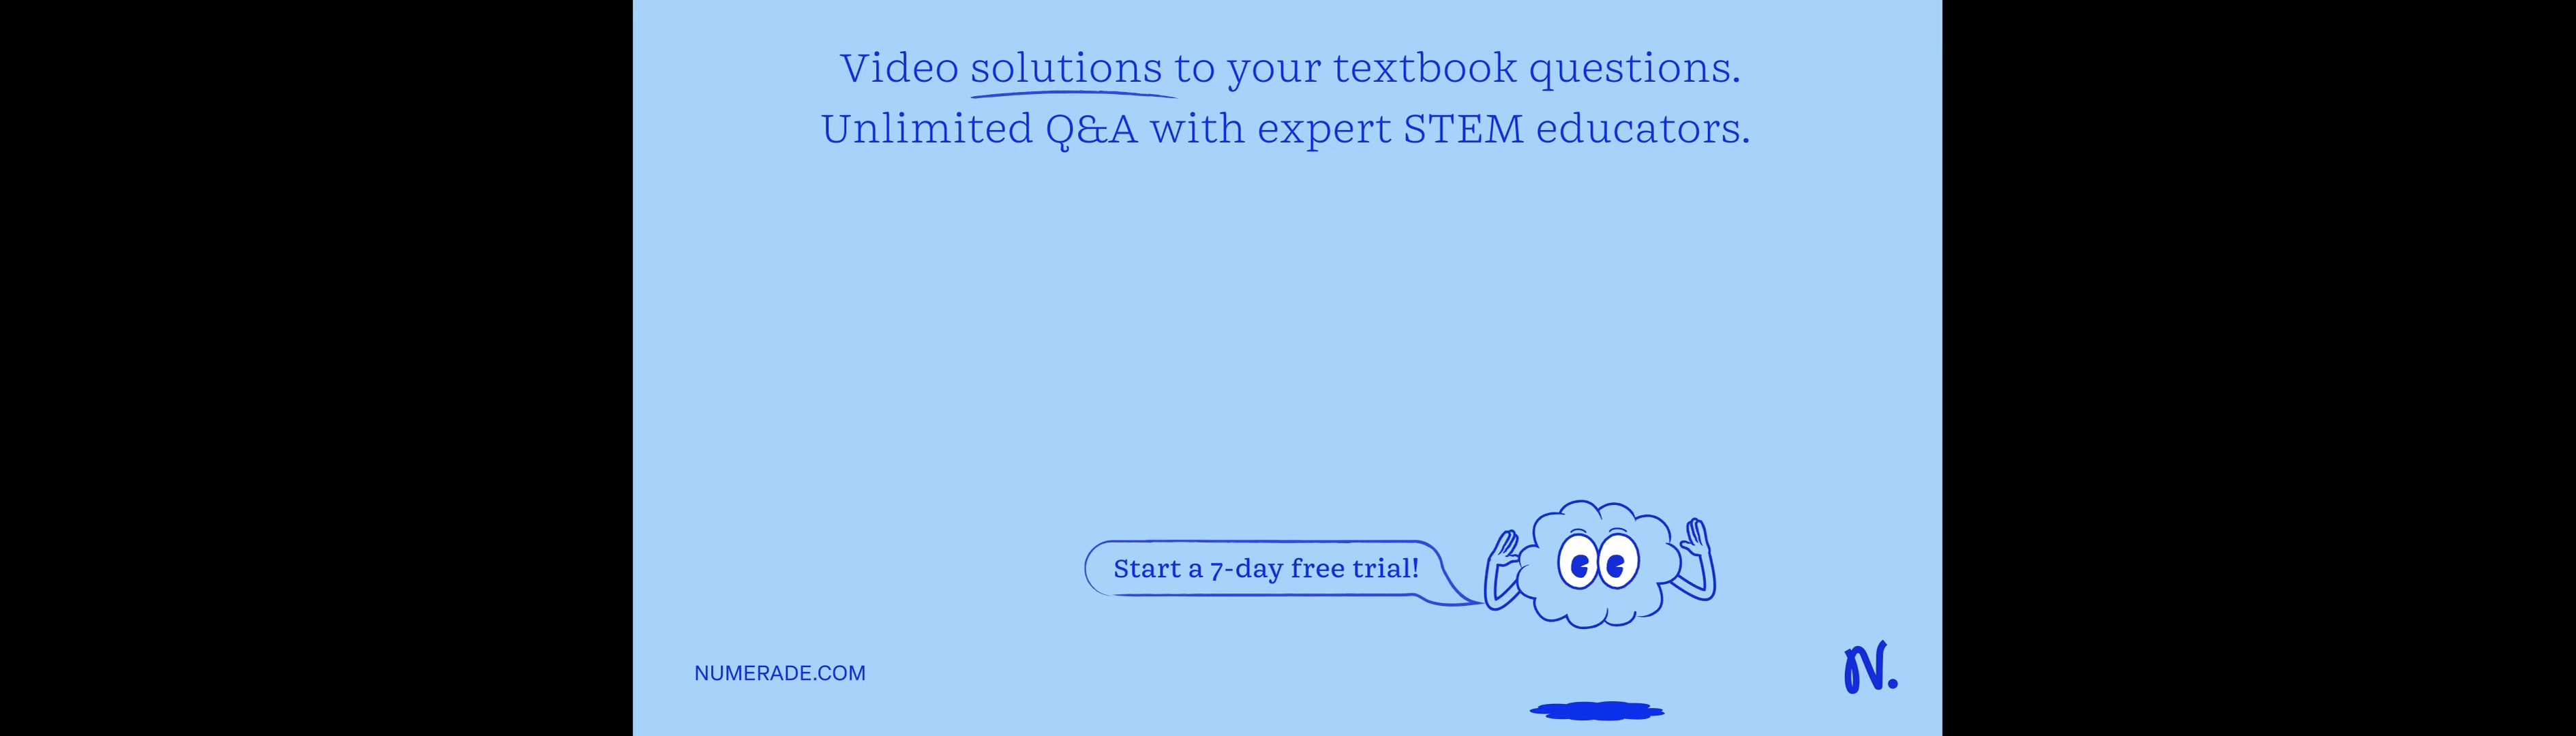 Video solutions to your textbook questions.
Unlimited Q&A with expert STEM educators.
Start a 7-day free trial!
NUMERADE.COM
N.